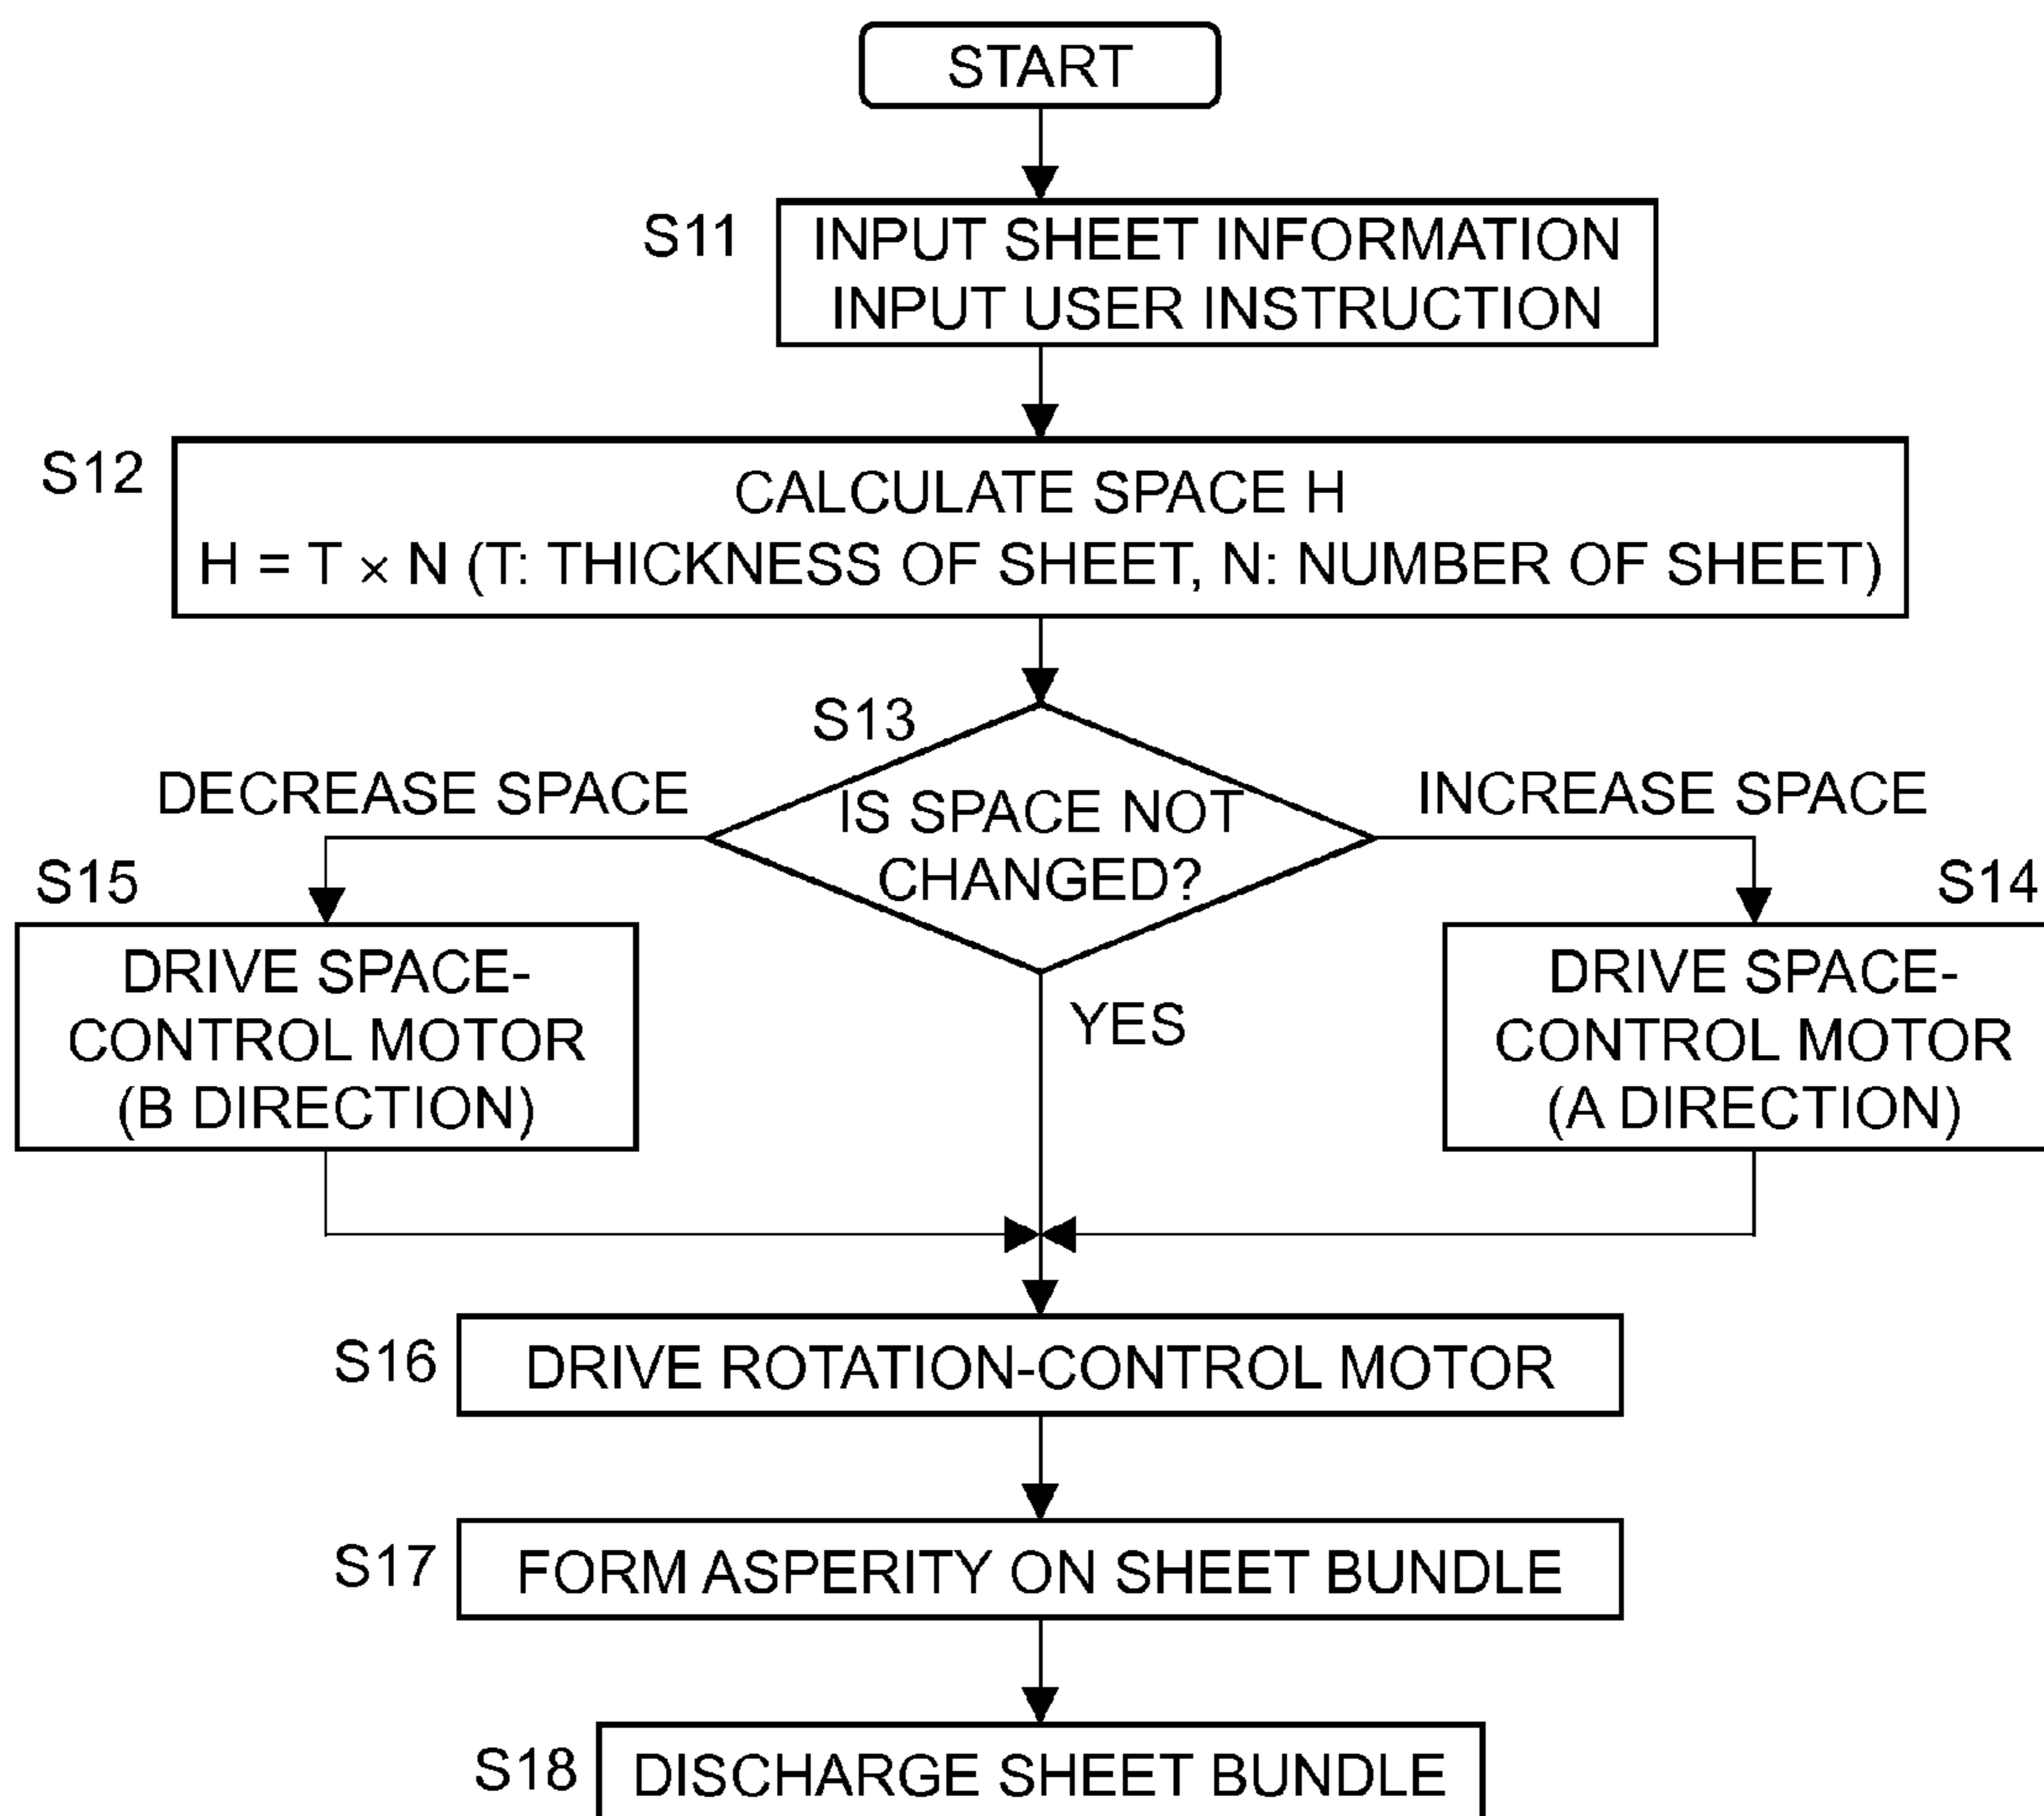 START
S11
INPUT SHEET INFORMATION
INPUT USER INSTRUCTION
S12
CALCULATE SPACE H
H = T × N (T: THICKNESS OF SHEET, N: NUMBER OF SHEET)
S13
DECREASE SPACE
IS SPACE NOT
CHANGED?
INCREASE SPACE
S15
DRIVE SPACE-
CONTROL MOTOR
(B DIRECTION)
YES
S14
DRIVE SPACE-
CONTROL MOTOR
(A DIRECTION)
S16
DRIVE ROTATION-CONTROL MOTOR
S17
FORM ASPERITY ON SHEET BUNDLE
S18
DISCHARGE SHEET BUNDLE